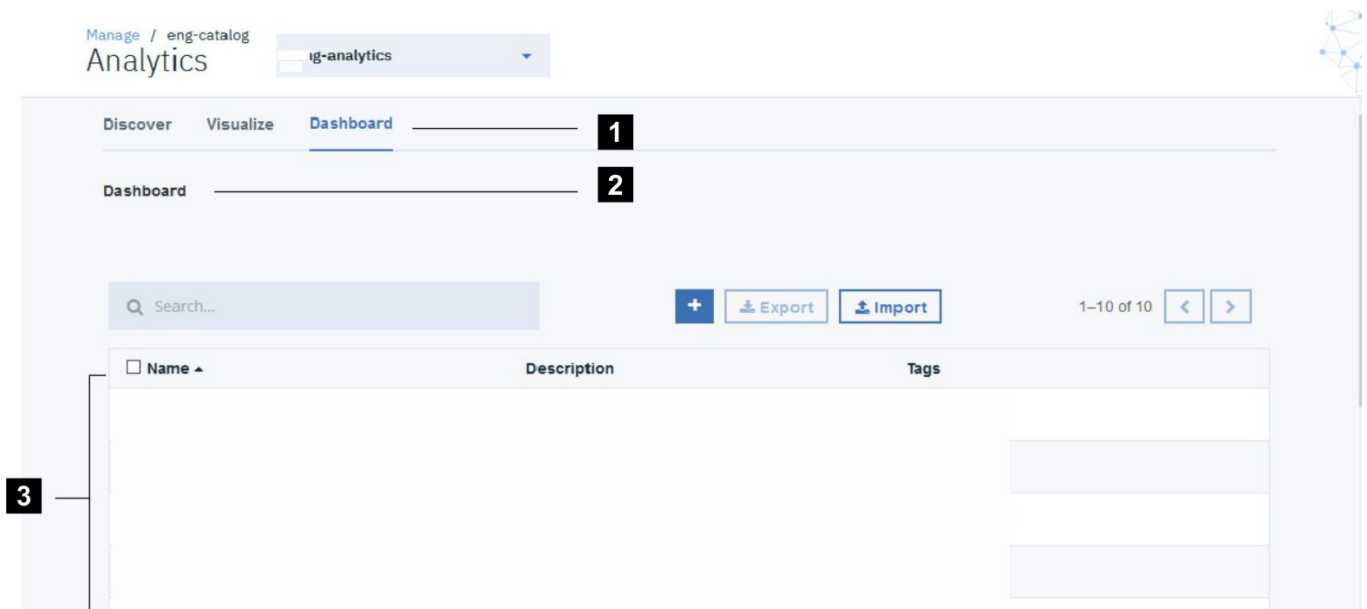 Manage / eng-catalog
Analytics
ng-analytics
Discover Visualize Dashboard 1
Dashboard 2
Search...
+ Export Import 1–10 of 10 < >
Name Description Tags
3